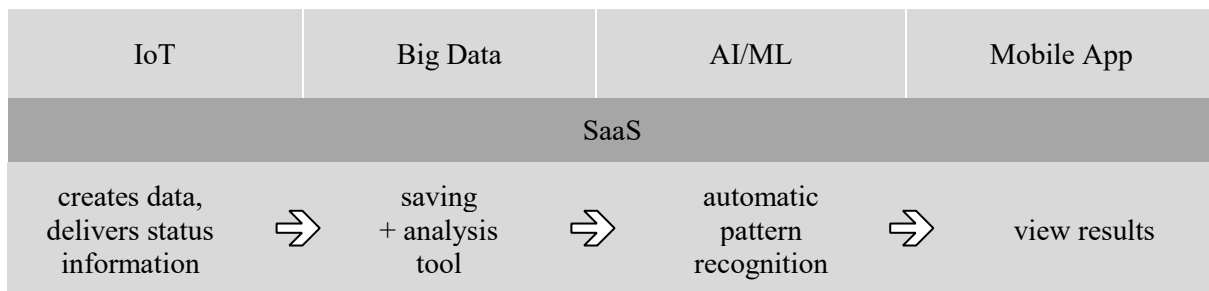 IoT
Big Data
AI/ML
Mobile App
SaaS
creates data,
delivers status
information
saving
+ analysis
tool
automatic
pattern
recognition
view results